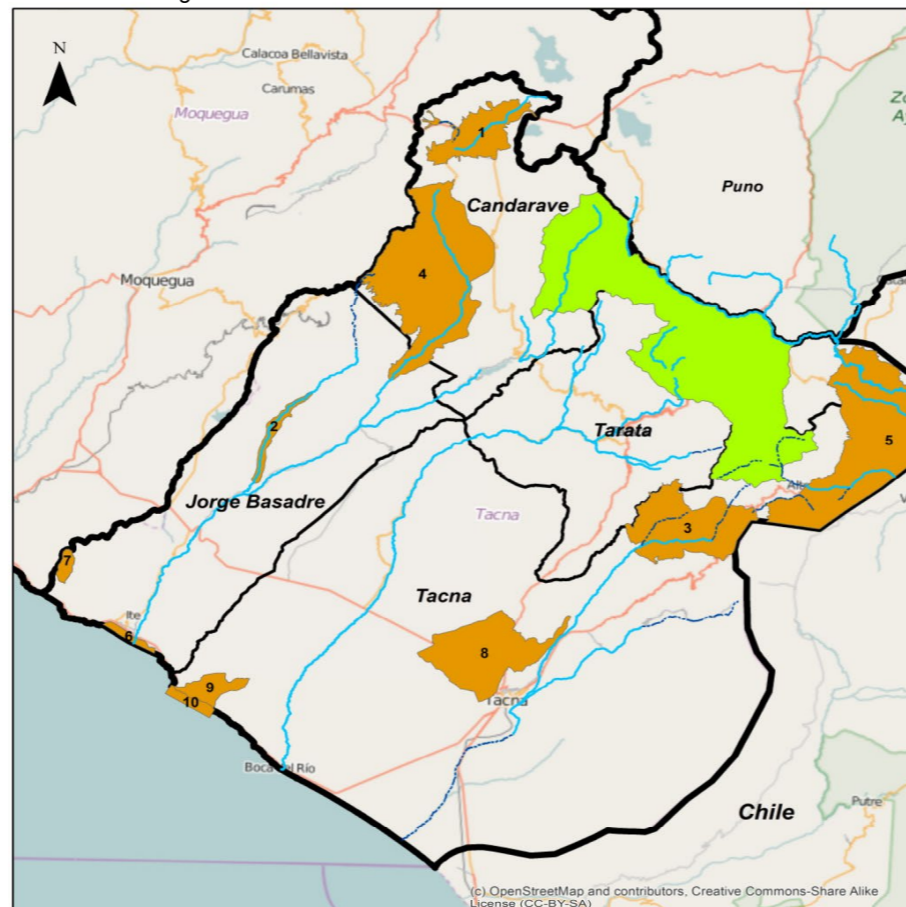 N
Calacoa Bellavista
Carumas
Moquegua
1
Puno
Candarave
4
Moquegua
2
Tarata
5
Jorge Basadre
Tacna
3
7
Tacna
Ite
6
8
9
10
Tacna
Boca del Río
Chile
Putre
(c) OpenStreetMap and contributors, Creative Commons-Share Alike
License (CC-BY-SA)